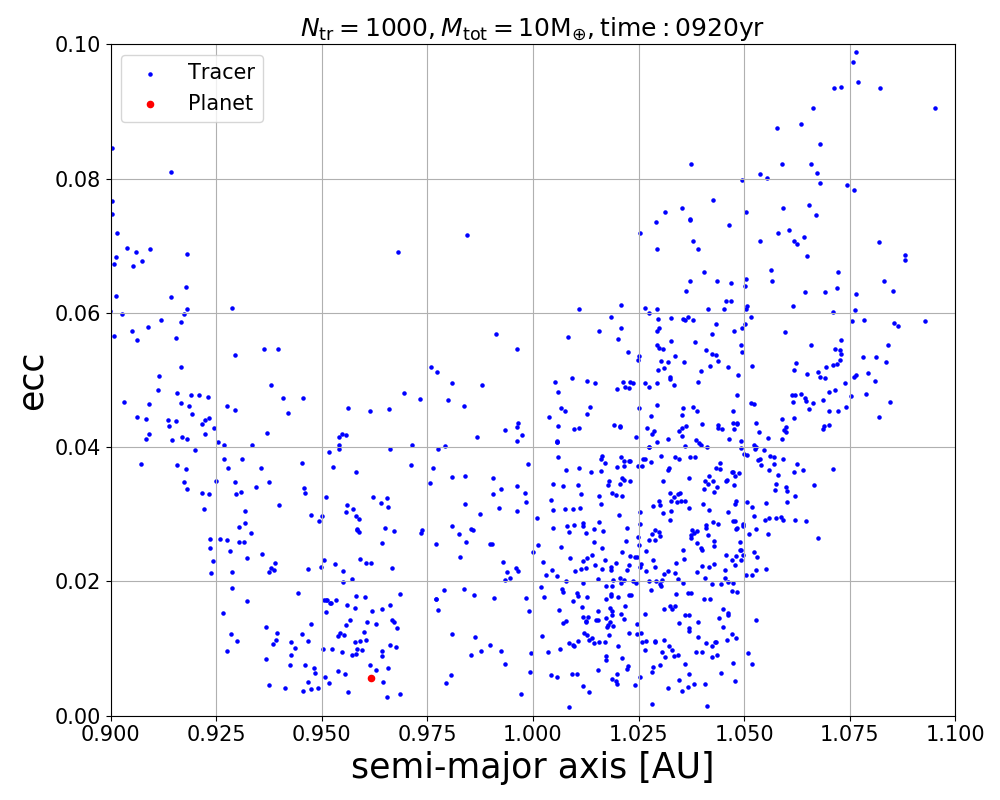 N_tr = 1000, M_tot = 10M_⊕, time : 0920yr
Tracer
Planet
ecc
0.10
0.08
0.06
0.04
0.02
0.00
0.900 0.925 0.950 0.975 1.000 1.025 1.050 1.075 1.100
semi-major axis [AU]